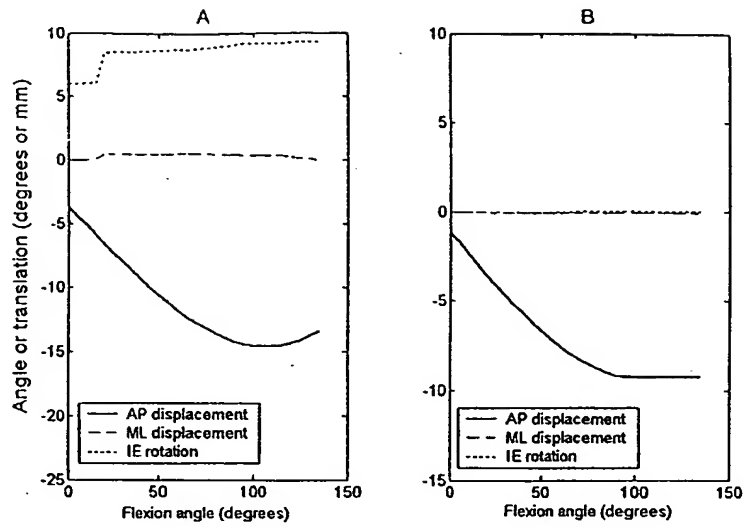 A
B
Angle or translation (degrees or mm)
10
5
0
-5
-10
-15
-20
-25
AP displacement
ML displacement
IE rotation
0
50
100
150
Flexion angle (degrees)
10
5
0
-5
-10
-15
AP displacement
ML displacement
IE rotation
0
50
100
150
Flexion angle (degrees)